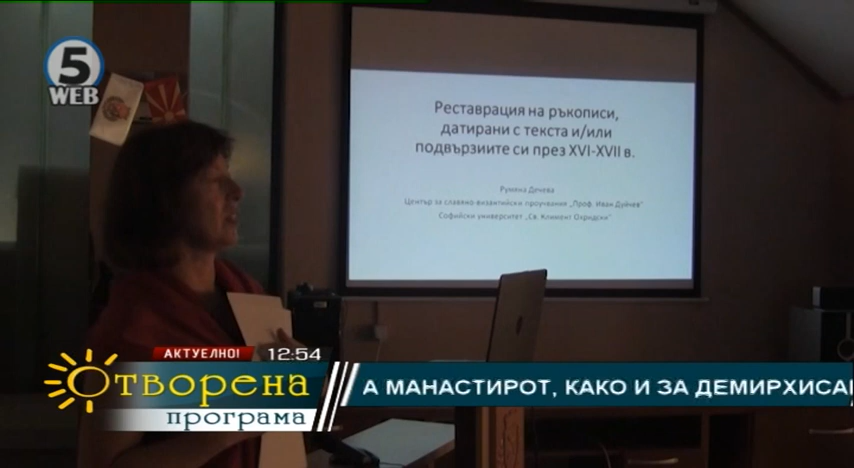 5
WEB
Реставрация на ръкописи,
датирани с текста и/или
подвързиите си през XVI-XVII в.
Румяна Дечева
Център за славяно-византийски проучвания „Проф. Иван Дуйчев"
Софийски университет „Св. Климент Охридски"
АКТУЕЛНО! 12:54
Отворена
програма
А МАНАСТИРОТ, КАКО И ЗА ДЕМИРХИСА